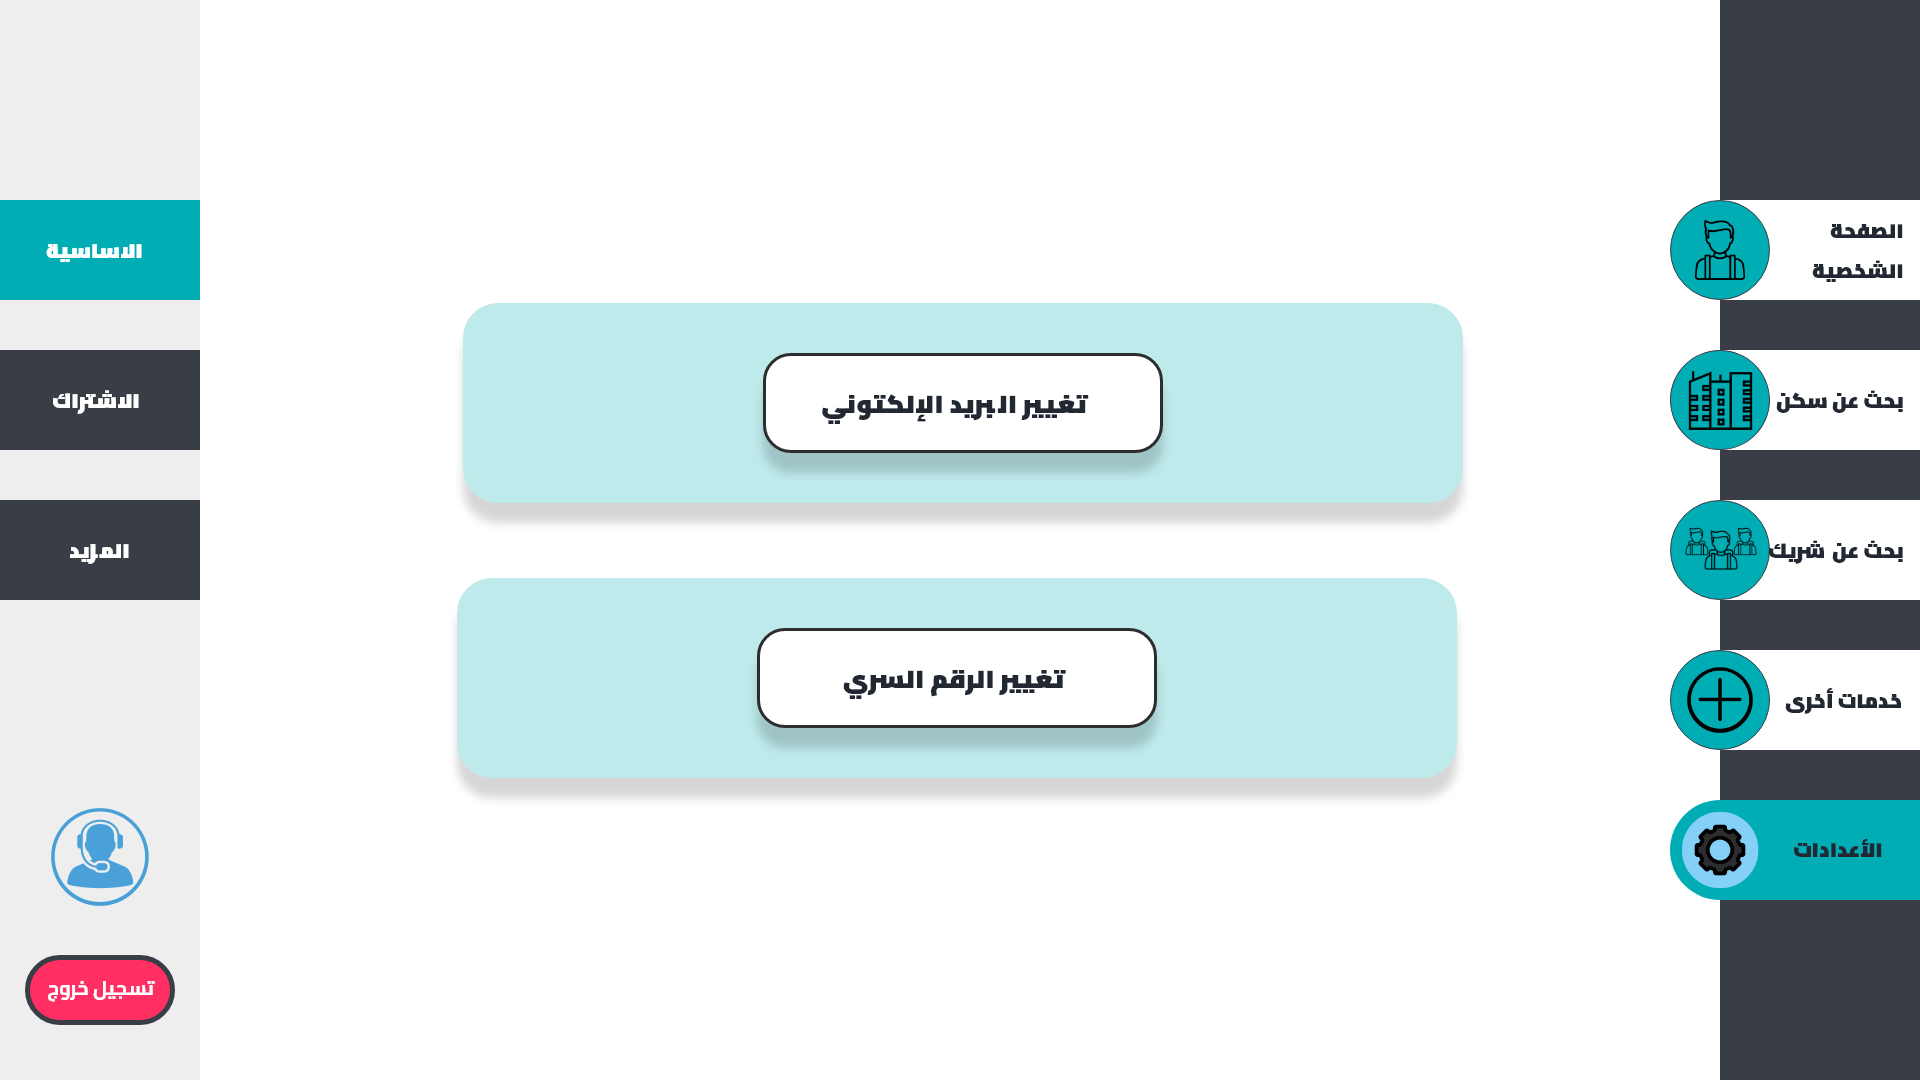 الصفحة
الشخصية
بحث عن سكن
بحث عن شريك
خدمات أخرى
الأعدادات
تغيير البريد الإلكتوني
تغيير الرقم السري
الاساسية
الاشتراك
المزيد
تسجيل خروج